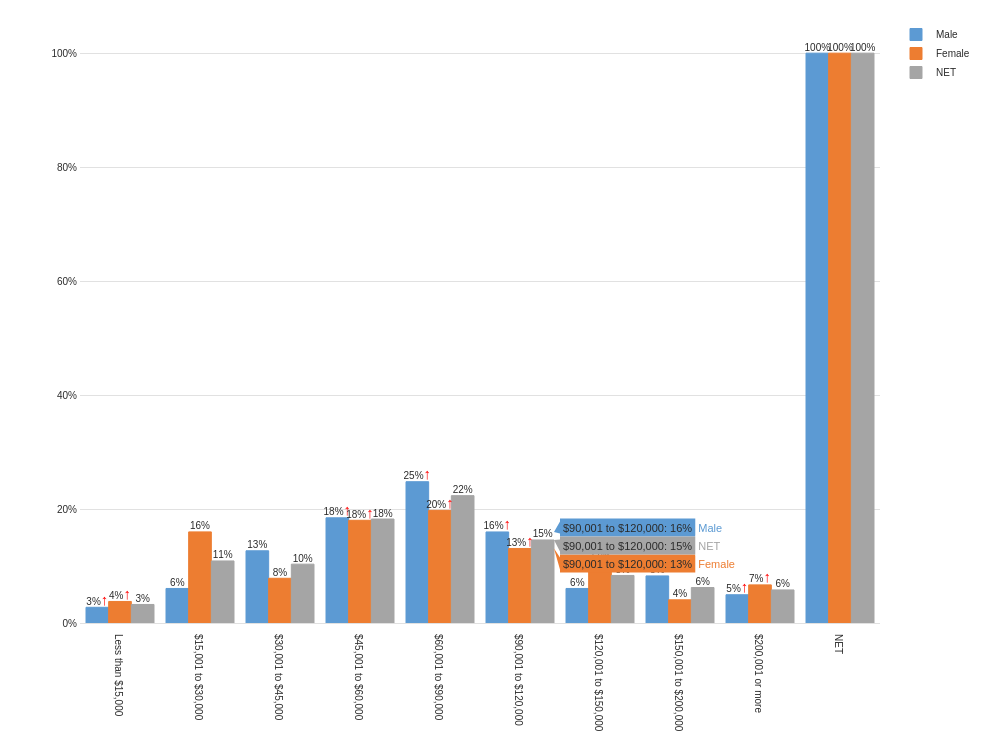 Male
Female
NET
100%
80%
60%
40%
20%
0%
3%↑ 4%↑ 3%
6% 16% 11%
13% 8% 10%
18%↑ 18%↑ 18%
25%↑ 20%↑ 22%
16%↑ 13%↑ 15%
6%
4% 6%
5%↑ 7%↑ 6%
100% 100% 100%
$90,001 to $120,000: 16% Male
$90,001 to $120,000: 15% NET
$90,001 to $120,000: 13% Female
Less than $15,000
$15,001 to $30,000
$30,001 to $45,000
$45,001 to $60,000
$60,001 to $90,000
$90,001 to $120,000
$120,001 to $150,000
$150,001 to $200,000
$200,001 or more
NET